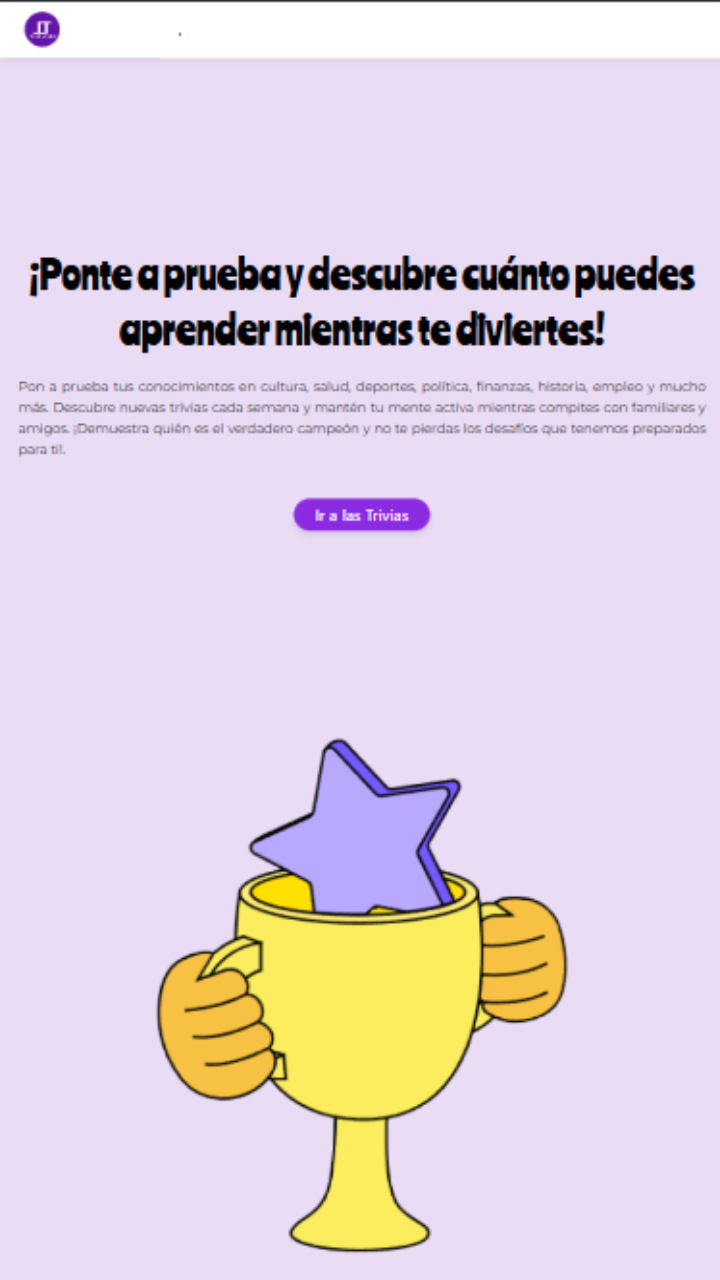 ¡Ponte a prueba y descubre cuánto puedes
aprender mientras te diviertes!
Pon a prueba tus conocimientos en cultura, salud, deportes, política, finanzas, historia, empleo y mucho
más. Descubre nuevas trivias cada semana y mantén tu mente activa mientras compites con familiares y
amigos. ¡Demuestra quién es el verdadero campeón y no te pierdas los desafíos que tenemos preparados
para ti!.
Ir a las Trivias